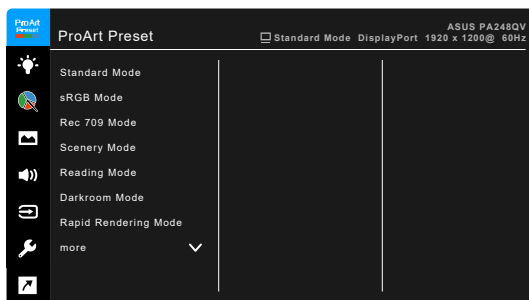 ProArt
Preset
ProArt Preset
ASUS PA248QV
Standard Mode DisplayPort 1920 x 1200@ 60Hz
Standard Mode
sRGB Mode
Rec 709 Mode
Scenery Mode
Reading Mode
Darkroom Mode
Rapid Rendering Mode
more